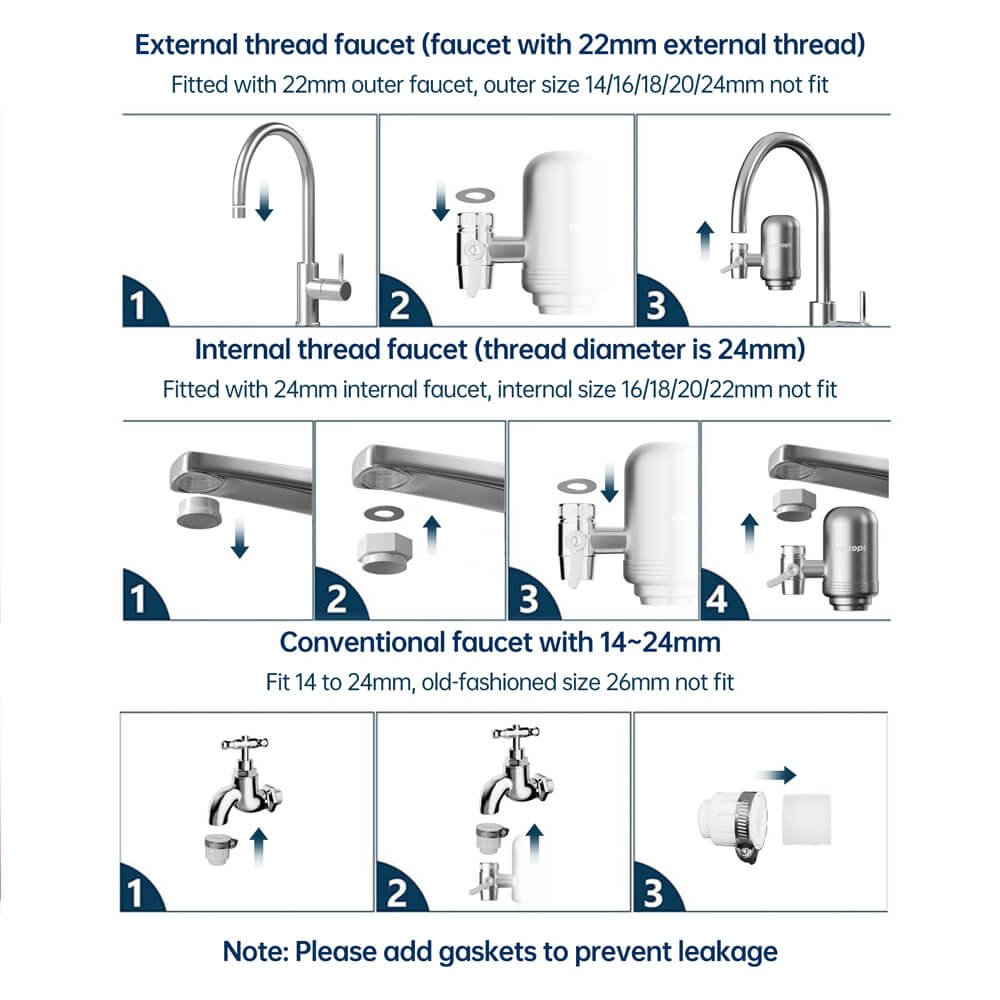 External thread faucet (faucet with 22mm external thread)
Fitted with 22mm outer faucet, outer size 14/16/18/20/24mm not fit
1
2
3
Internal thread faucet (thread diameter is 24mm)
Fitted with 24mm internal faucet, internal size 16/18/20/22mm not fit
1
2
3
4
Conventional faucet with 14~24mm
Fit 14 to 24mm, old-fashioned size 26mm not fit
1
2
3
Note: Please add gaskets to prevent leakage